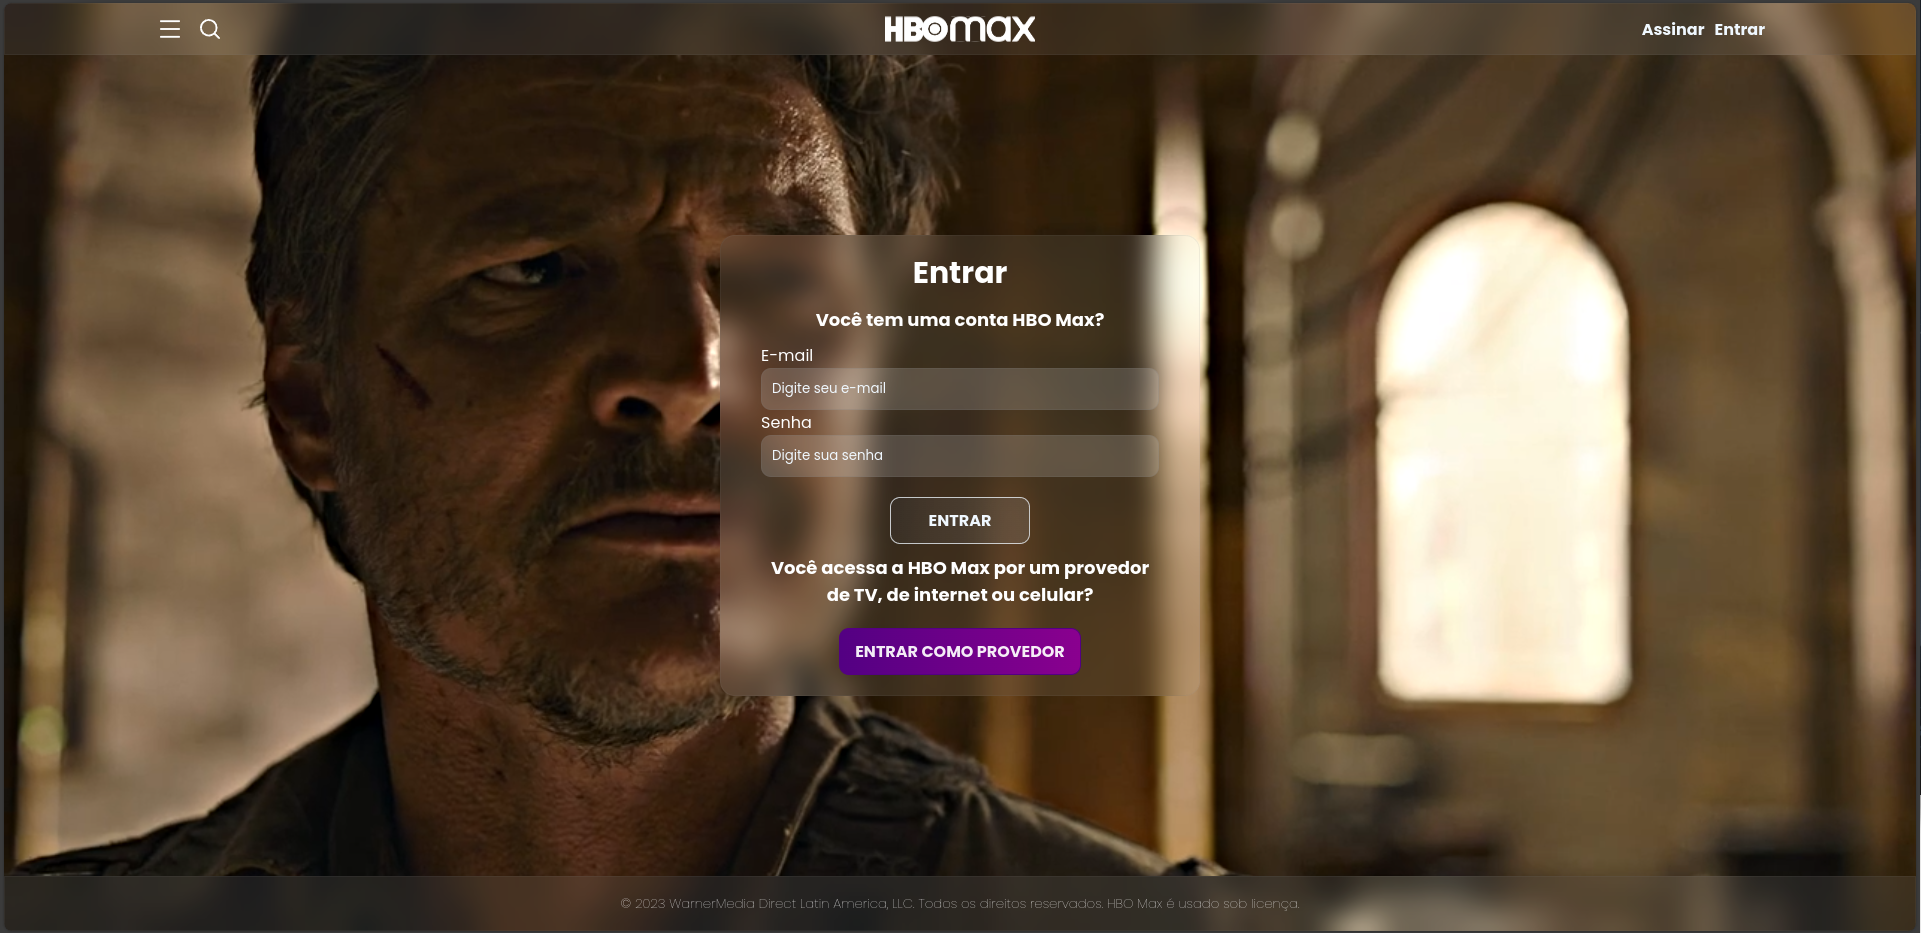 HBOmax
Assinar Entrar
Entrar
Você tem uma conta HBO Max?
E-mail
Digite seu e-mail
Senha
Digite sua senha
ENTRAR
Você acessa a HBO Max por um provedor
de TV, de internet ou celular?
ENTRAR COMO PROVEDOR
© 2023 WarnerMedia Direct Latin America, LLC. Todos os direitos reservados. HBO Max é usado sob licença.